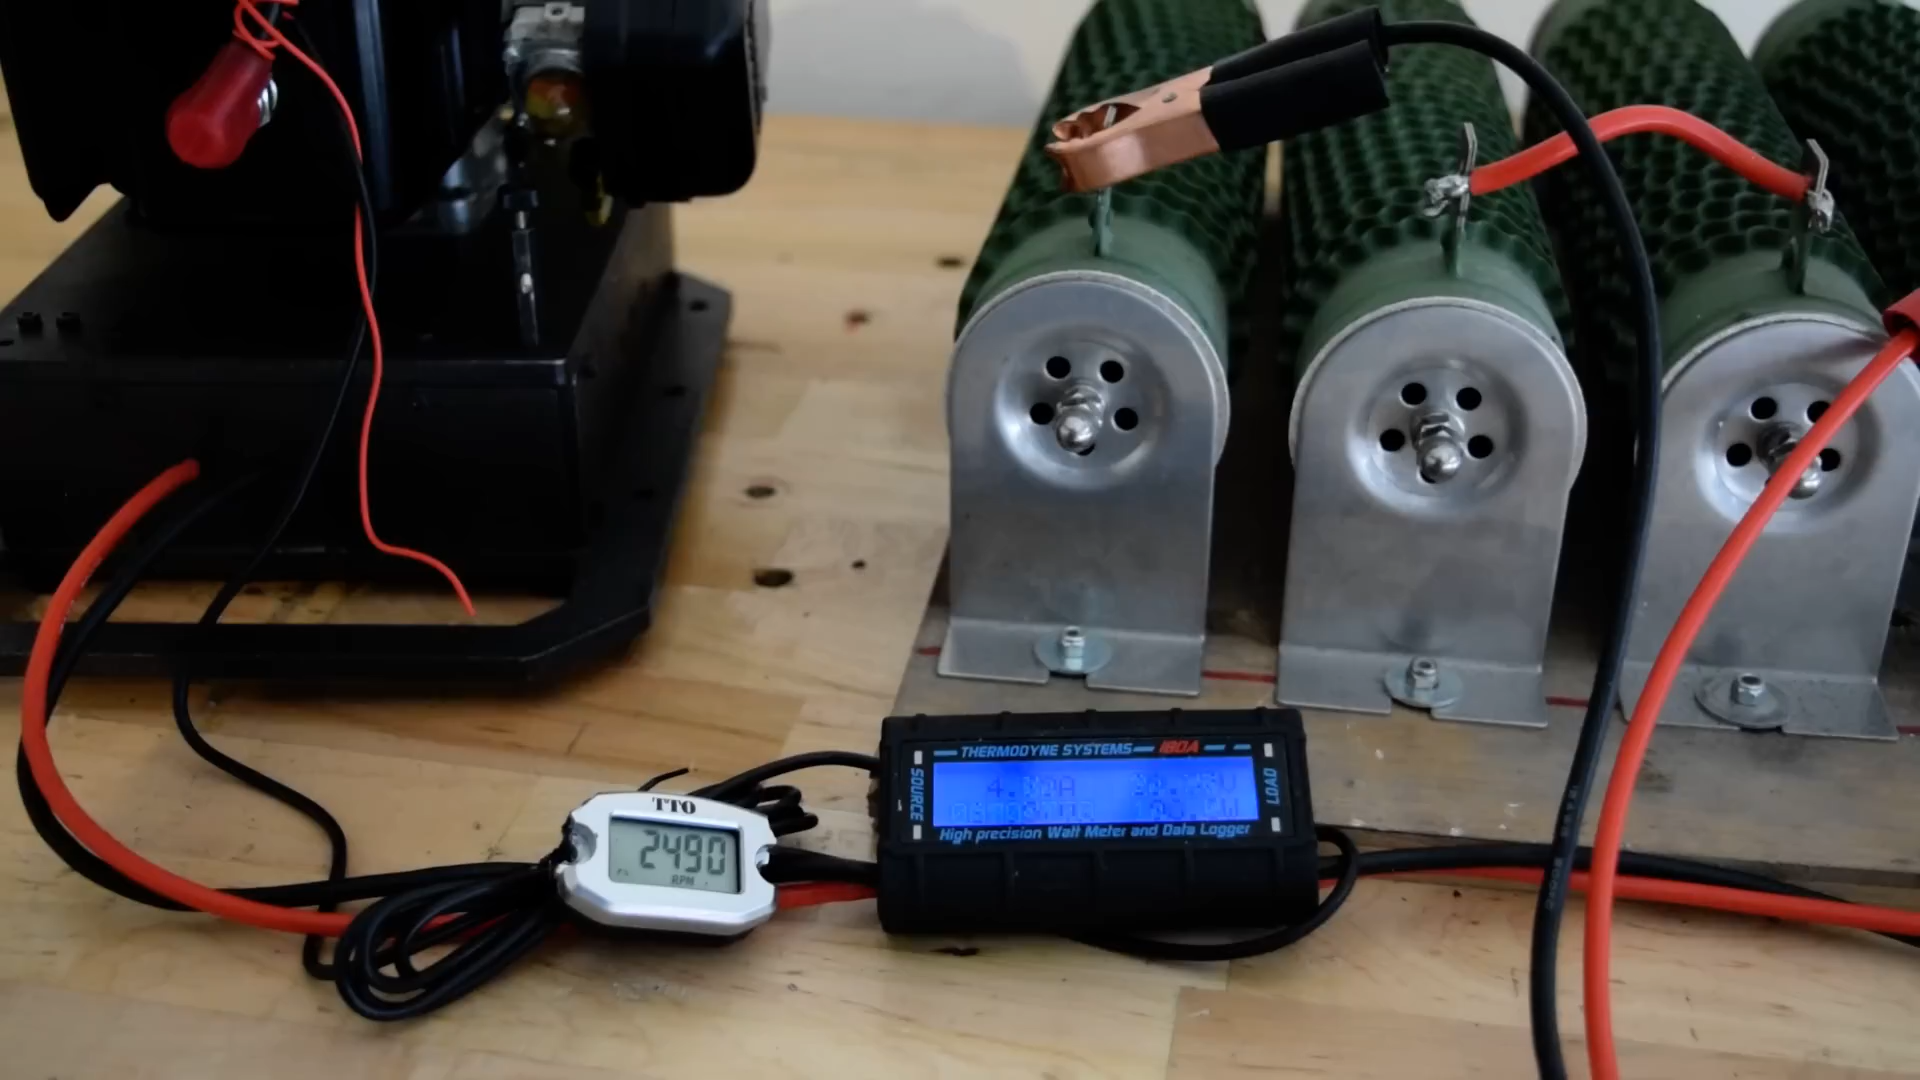 THERMODYNE SYSTEMS 180A
SOURCE
LOAD
High precision Watt Meter and Data Logger
TTO
2490
RPM